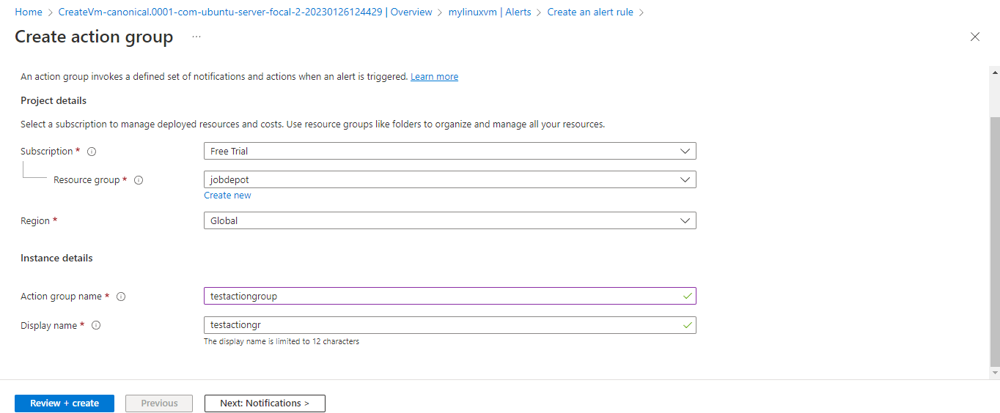 Home > CreateVm-canonical.0001-com-ubuntu-server-focal-2-20230126124429 | Overview > mylinuxvm | Alerts > Create an alert rule >
Create action group ...
An action group invokes a defined set of notifications and actions when an alert is triggered. Learn more
Project details
Select a subscription to manage deployed resources and costs. Use resource groups like folders to organize and manage all your resources.
Subscription * Free Trial
Resource group * jobdepot
Create new
Region * Global
Instance details
Action group name * testactiongroup
Display name * testactiongr
The display name is limited to 12 characters
Review + create Previous Next: Notifications >